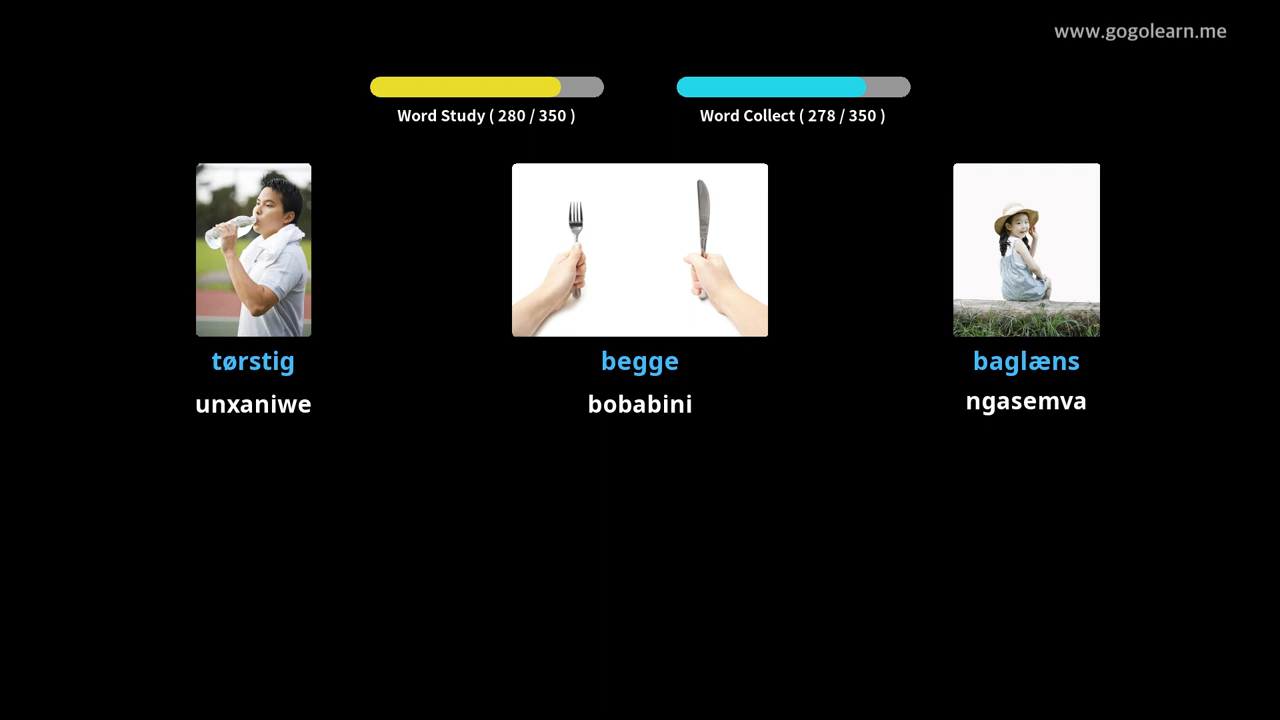 www.gogolearn.me
Word Study ( 280 / 350 )
Word Collect ( 278 / 350 )
tørstig
unxaniwe
begge
bobabini
baglæns
ngasemva